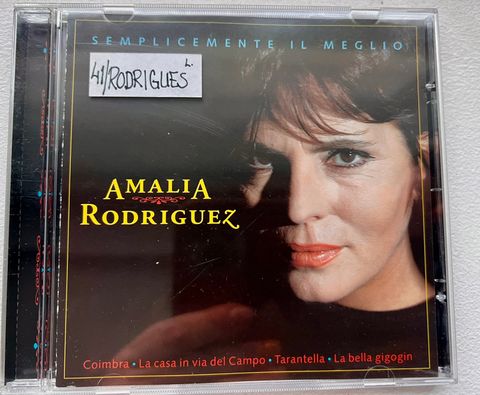 SEMPLICEMENTE IL MEGLIO
L.
41/RODRIGUES
AMALIA
RODRIGUEZ
Coimbra • La casa in via del Campo • Tarantella • La bella gigogin